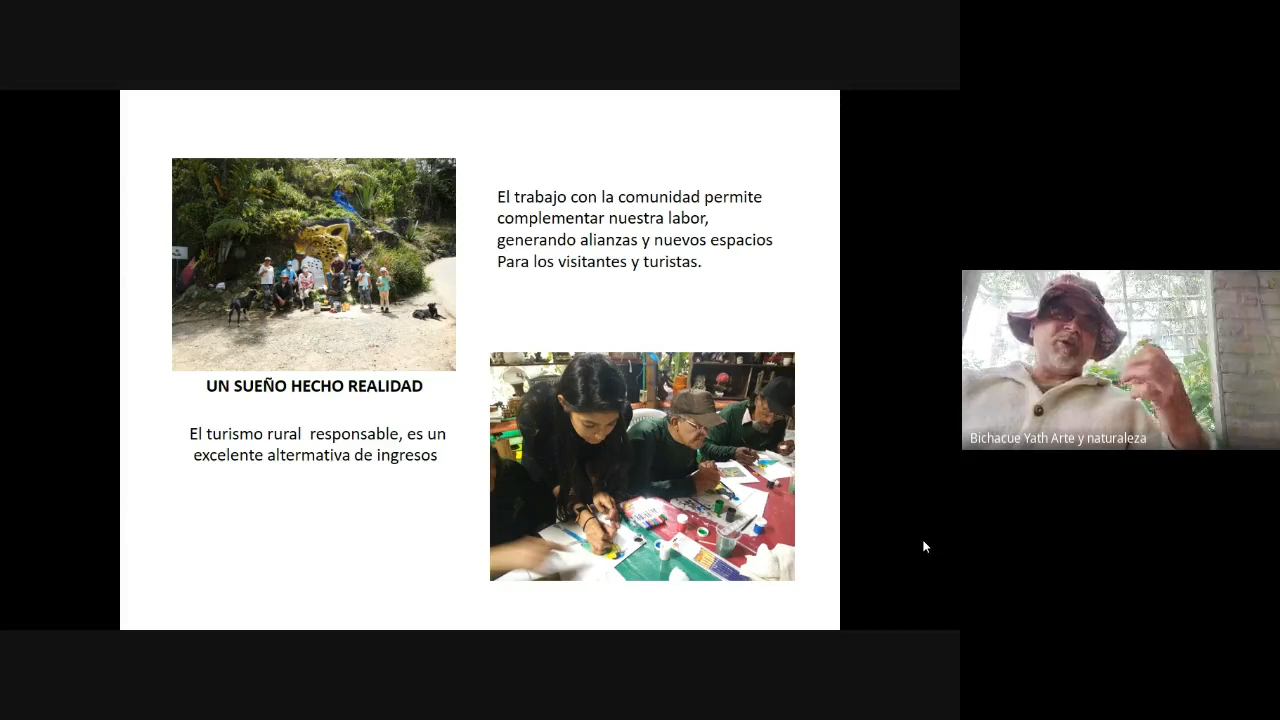 UN SUEÑO HECHO REALIDAD
El turismo rural  responsable, es un
excelente altermativa de ingresos
El trabajo con la comunidad permite
complementar nuestra labor,
generando alianzas y nuevos espacios
Para los visitantes y turistas.
Bichacue Yath Arte y naturaleza